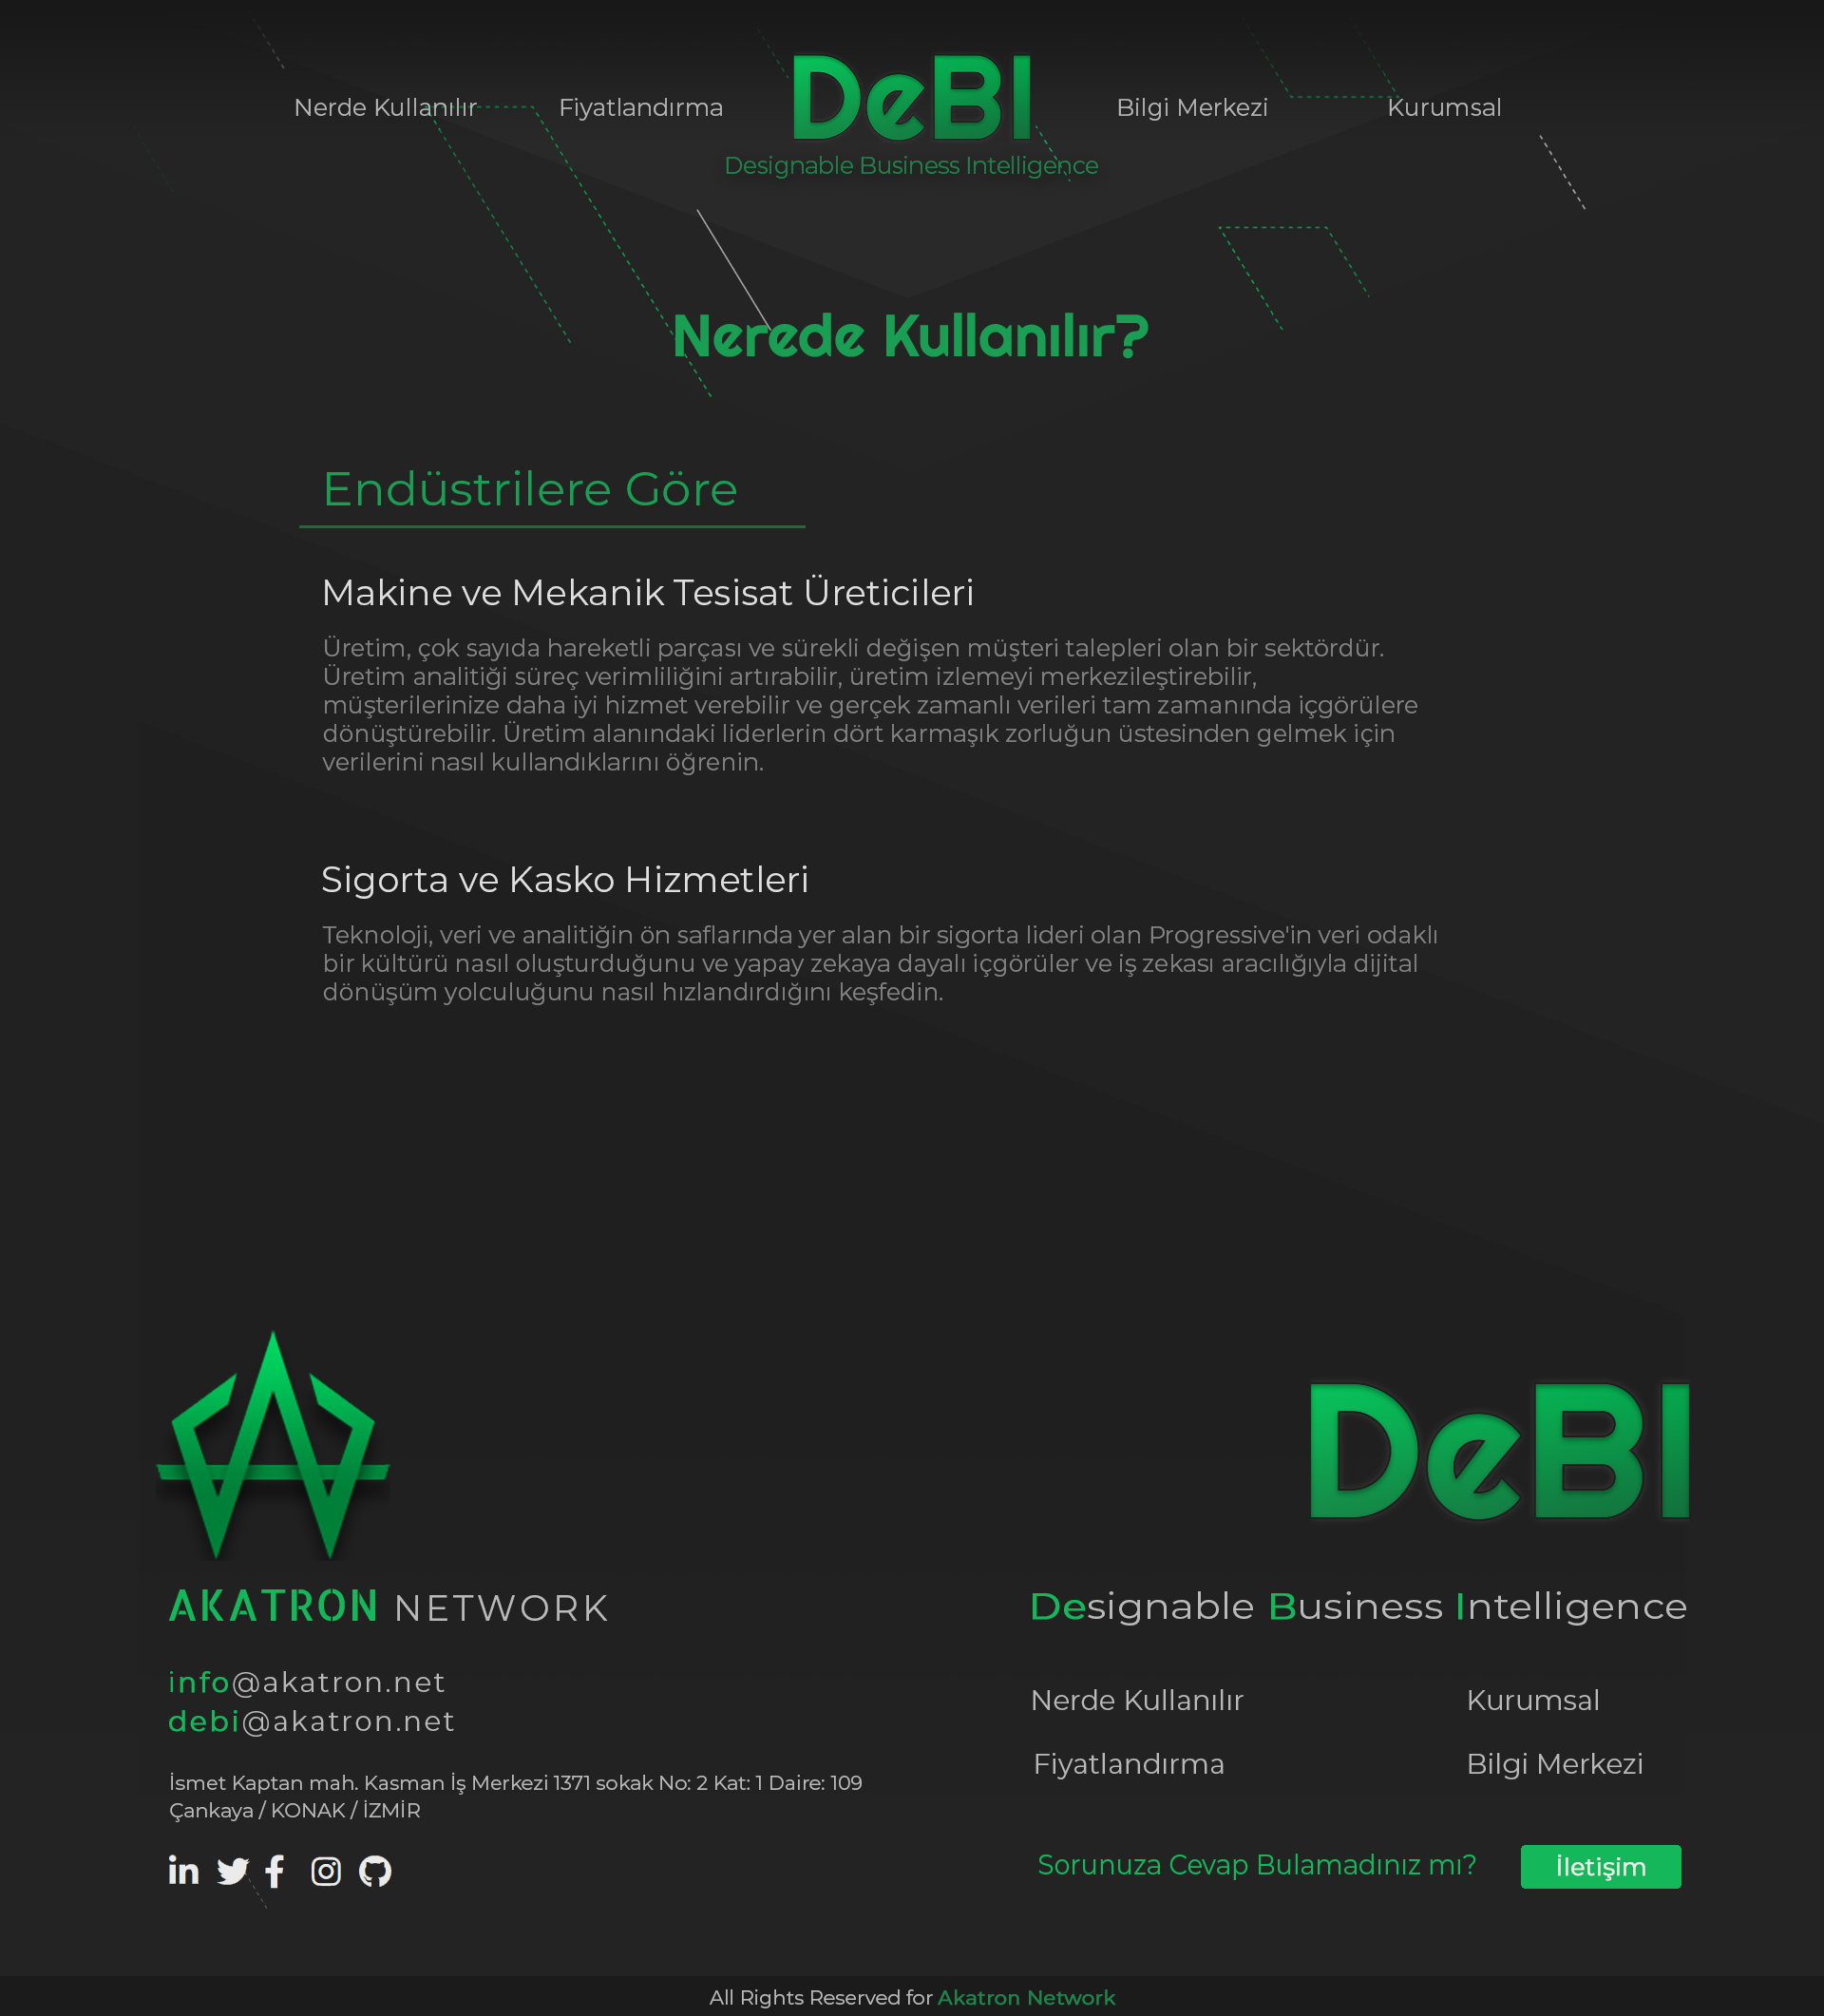 Nerde Kullanılır
Fiyatlandırma
DeBI
Designable Business Intelligence
Bilgi Merkezi
Kurumsal
Nerede Kullanılır?
Endüstrilere Göre
Makine ve Mekanik Tesisat Üreticileri
Üretim, çok sayıda hareketli parçası ve sürekli değişen müşteri talepleri olan bir sektördür.
Üretim analitiği süreç verimliliğini artırabilir, üretim izlemeyi merkezileştirebilir,
müşterilerinize daha iyi hizmet verebilir ve gerçek zamanlı verileri tam zamanında içgörülere
dönüştürebilir. Üretim alanındaki liderlerin dört karmaşık zorluğun üstesinden gelmek için
verilerini nasıl kullandıklarını öğrenin.
Sigorta ve Kasko Hizmetleri
Teknoloji, veri ve analitiğin ön saflarında yer alan bir sigorta lideri olan Progressive'in veri odaklı
bir kültürü nasıl oluşturduğunu ve yapay zekaya dayalı içgörüler ve iş zekası aracılığıyla dijital
dönüşüm yolculuğunu nasıl hızlandırdığını keşfedin.
AKATRON NETWORK
info@akatron.net
debi@akatron.net
İsmet Kaptan mah. Kasman İş Merkezi 1371 sokak No: 2 Kat: 1 Daire: 109
Çankaya / KONAK / İZMİR
DeBI
Designable Business Intelligence
Nerde Kullanılır
Kurumsal
Fiyatlandırma
Bilgi Merkezi
Sorunuza Cevap Bulamadınız mı?
İletişim
All Rights Reserved for Akatron Network